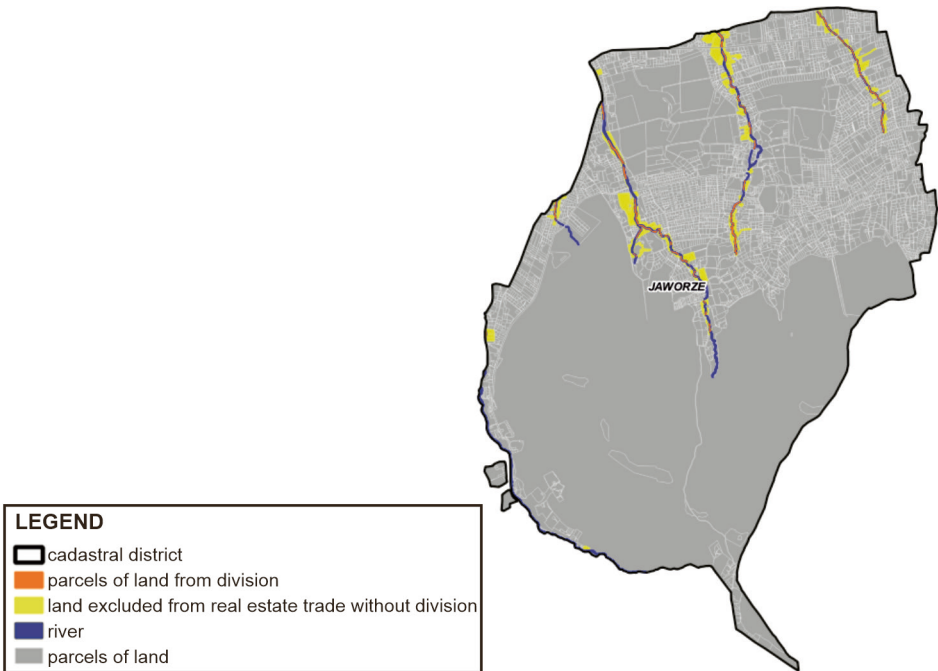 JAWORZE
LEGEND
cadastral district
parcels of land from division
land excluded from real estate trade without division
river
parcels of land